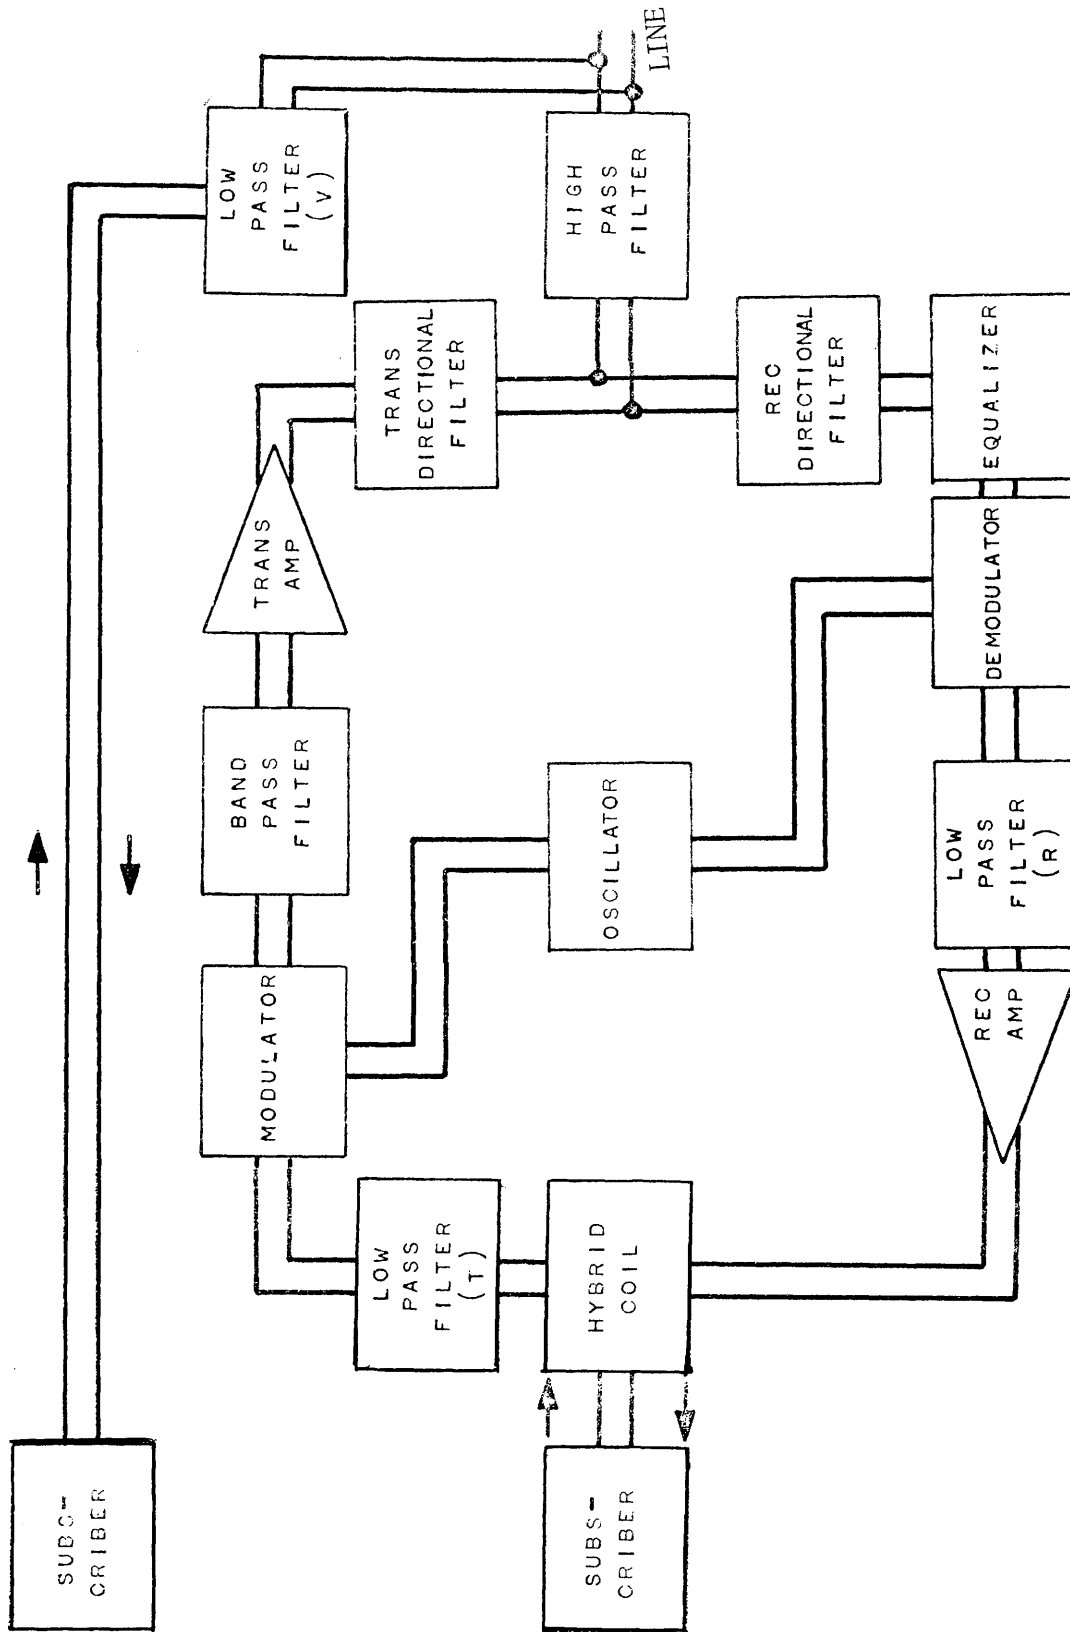 SUBS-
CRIBER
LOW
PASS
FILTER
(V)
LINE
MODULATOR
BAND
PASS
FILTER
TRANS
AMP
LOW
PASS
FILTER
(T)
TRANS
DIRECTIONAL
FILTER
SUBS-
CRIBER
HYBRID
COIL
OSCILLATOR
HIGH
PASS
FILTER
REC
DIRECTIONAL
FILTER
REC
AMP
LOW
PASS
FILTER
(R)
DEMODULATOR
EQUALIZER